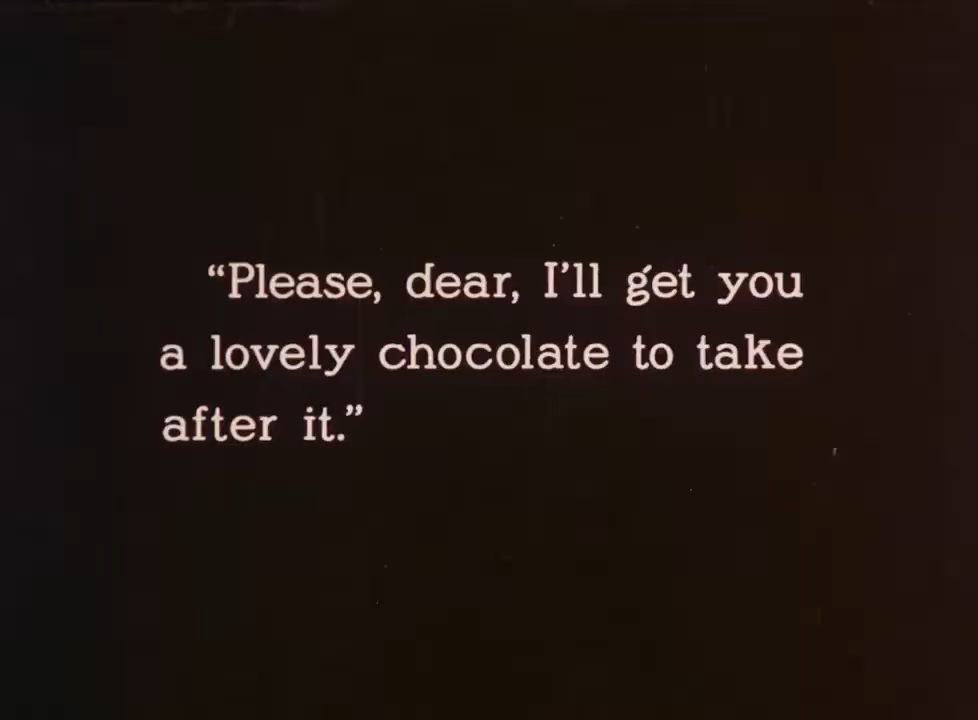 “Please, dear, I’ll get you
a lovely chocolate to take
after it.”